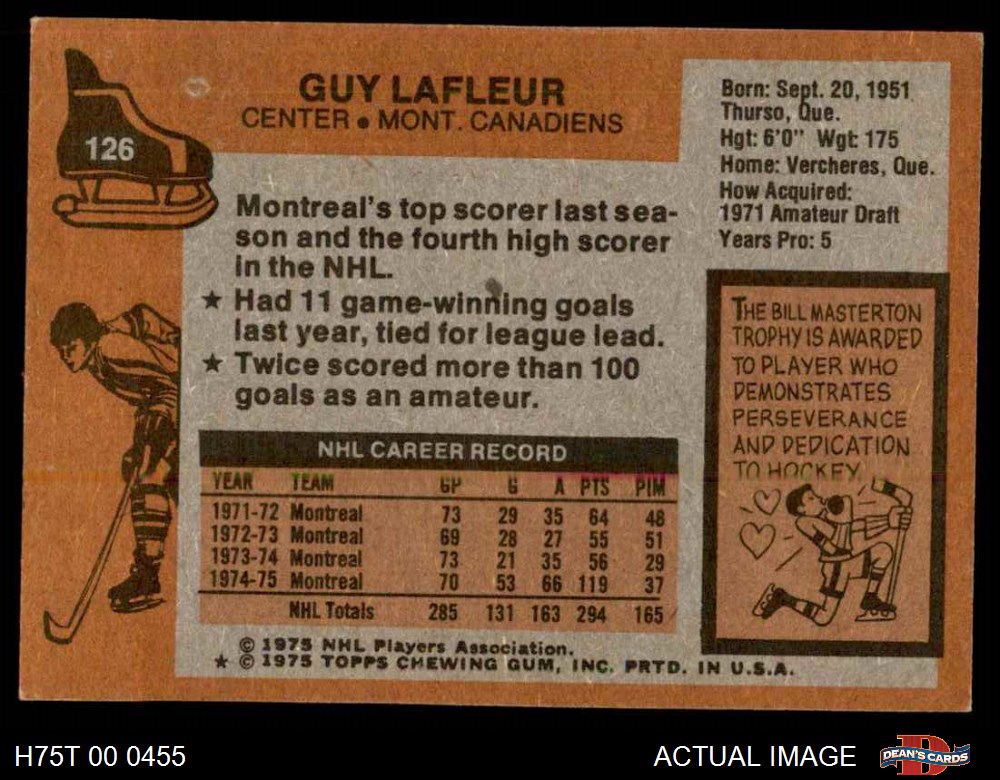 126
GUY LAFLEUR
CENTER • MONT. CANADIENS
Born: Sept. 20, 1951
Thurso, Que.
Hgt: 6'0" Wgt: 175
Home: Vercheres, Que.
How Acquired:
1971 Amateur Draft
Years Pro: 5
Montreal's top scorer last sea-
son and the fourth high scorer
in the NHL.
★ Had 11 game-winning goals
last year, tied for league lead.
★ Twice scored more than 100
goals as an amateur.
THE BILL MASTERTON
TROPHY IS AWARDED
TO PLAYER WHO
DEMONSTRATES
PERSEVERANCE
AND DEDICATION
TO HOCKEY.
NHL CAREER RECORD
YEAR TEAM GP G A PTS PIM
1971-72 Montreal 73 29 35 64 48
1972-73 Montreal 69 28 27 55 51
1973-74 Montreal 73 21 35 56 29
1974-75 Montreal 70 53 66 119 37
NHL Totals 285 131 163 294 165
© 1975 NHL Players Association.
★ © 1975 TOPPS CHEWING GUM, INC. PRTD. IN U.S.A.
H75T 00 0455
ACTUAL IMAGE
DEAN'S CARDS